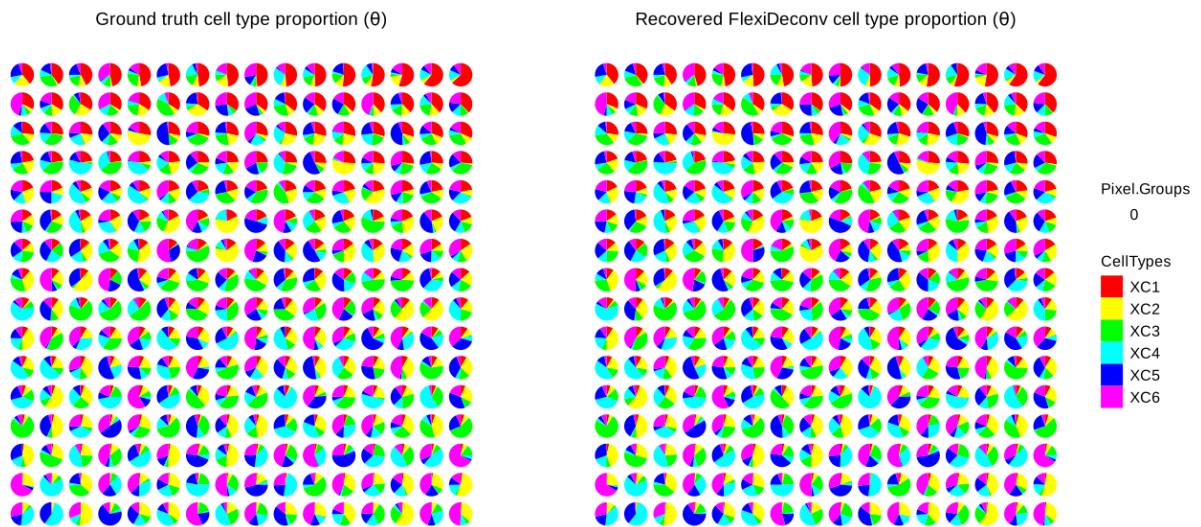 Ground truth cell type proportion (θ)
Recovered FlexiDeconv cell type proportion (θ)
Pixel.Groups
0
CellTypes
XC1
XC2
XC3
XC4
XC5
XC6